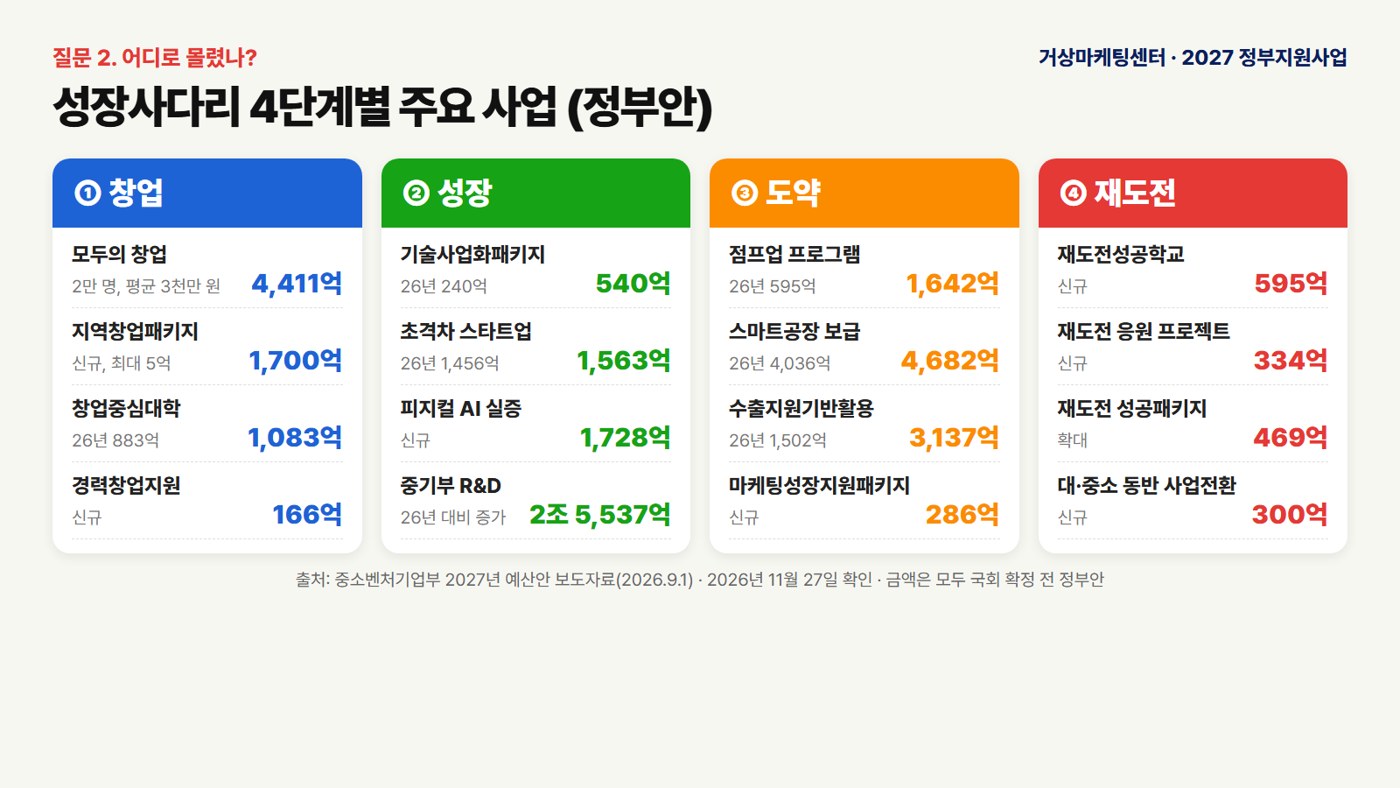 질문 2. 어디로 몰렸나?
거상마케팅센터 · 2027 정부지원사업
성장사다리 4단계별 주요 사업 (정부안)
① 창업
모두의 창업
2만 명, 평균 3천만 원 4,411억
지역창업패키지
신규, 최대 5억 1,700억
창업중심대학
26년 883억 1,083억
경력창업지원
신규 166억
② 성장
기술사업화패키지
26년 240억 540억
초격차 스타트업
26년 1,456억 1,563억
피지컬 AI 실증
신규 1,728억
중기부 R&D
26년 대비 증가 2조 5,537억
③ 도약
점프업 프로그램
26년 595억 1,642억
스마트공장 보급
26년 4,036억 4,682억
수출지원기반활용
26년 1,502억 3,137억
마케팅성장지원패키지
신규 286억
④ 재도전
재도전성공학교
신규 595억
재도전 응원 프로젝트
신규 334억
재도전 성공패키지
확대 469억
대·중소 동반 사업전환
신규 300억
출처: 중소벤처기업부 2027년 예산안 보도자료(2026.9.1) · 2026년 11월 27일 확인 · 금액은 모두 국회 확정 전 정부안